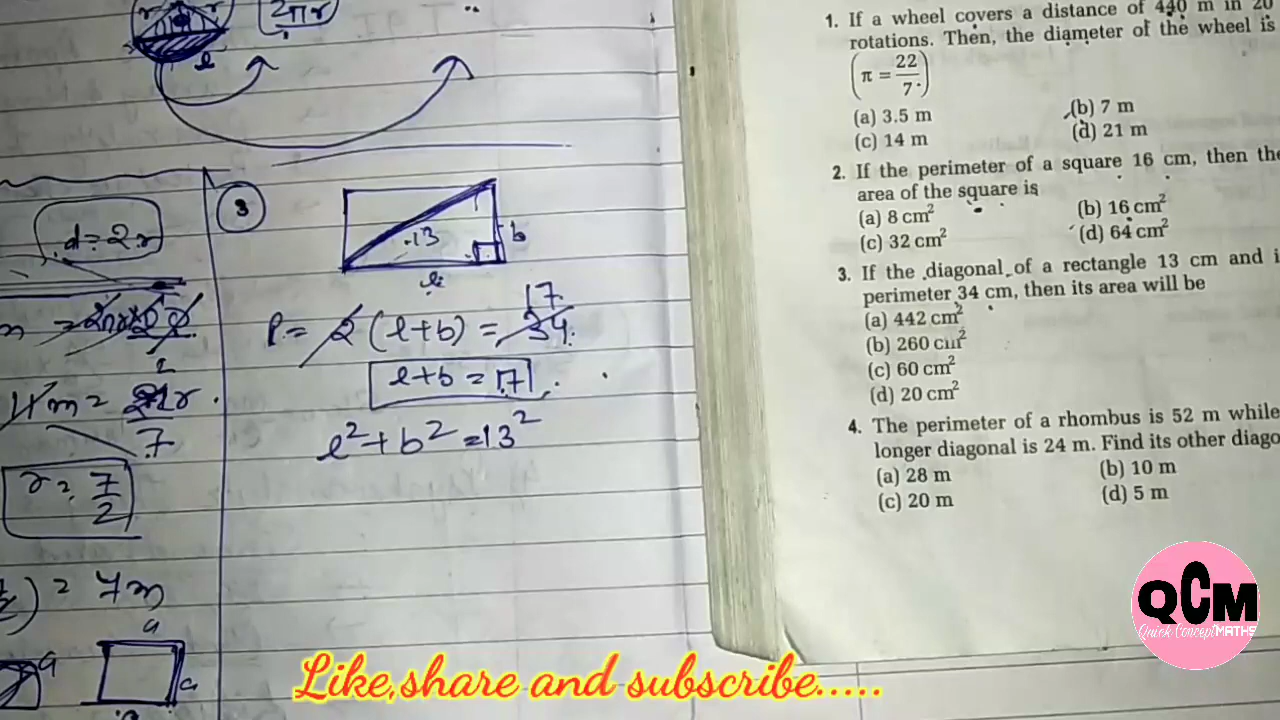 2πr
l
d = 2r
r = 7/2
= 7m
a
a
a
3
13
b
l
P = 2 (l+b) = 34
17
l+b = 17
l² + b² = 13²
1. If a wheel covers a distance of 440 m in 20
rotations. Then, the diameter of the wheel is
(π = 22/7)
(a) 3.5 m (b) 7 m
(c) 14 m (d) 21 m
2. If the perimeter of a square 16 cm, then the
area of the square is
(a) 8 cm² (b) 16 cm²
(c) 32 cm² (d) 64 cm²
3. If the diagonal of a rectangle 13 cm and
perimeter 34 cm, then its area will be
(a) 442 cm²
(b) 260 cm²
(c) 60 cm²
(d) 20 cm²
4. The perimeter of a rhombus is 52 m while
longer diagonal is 24 m. Find its other
(a) 28 m (b) 10 m
(c) 20 m (d) 5 m
QCM
Quick Concept MATHS
Like,share and subscribe.....